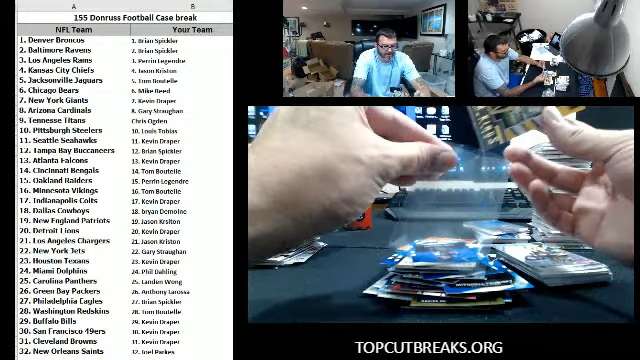 A B
155 Donruss Football Case break
NFL Team Your Team
1. Denver Broncos 1. Brian Spickler
2. Baltimore Ravens 2. Brian Spickler
3. Los Angeles Rams 3. Perrin Legendre
4. Kansas City Chiefs 4. Jason Kriston
5. Jacksonville Jaguars 5. Tom Boutelle
6. Chicago Bears 6. Mike Reed
7. New York Giants 7. Kevin Draper
8. Arizona Cardinals 8. Gary Straughan
9. Tennesse Titans Chris Ogden
10. Pittsburgh Steelers 10. Louis Tobias
11. Seattle Seahawks 11. Kevin Draper
12. Tampa Bay Buccaneers 12. Brian Spickler
13. Atlanta Falcons 13. Kevin Draper
14. Cincinnati Bengals 14. Tom Boutelle
15. Oakland Raiders 15. Perrin Legendre
16. Minnesota Vikings 16. Tom Boutelle
17. Indianapolis Colts 17. Kevin Draper
18. Dallas Cowboys 18. bryan Demoine
19. New England Patriots 19. Jason Kriston
20. Detroit Lions 20. Kevin Draper
21. Los Angeles Chargers 21. Jason Kriston
22. New York Jets 22. Gary Straughan
23. Houston Texans 23. Kevin Draper
24. Miami Dolphins 24. Phil Dahling
25. Carolina Panthers 25. Landen Wong
26. Green Bay Packers 26. Anthony Larossa
27. Philadelphia Eagles 27. Brian Spickler
28. Washington Redskins 28. Tom Boutelle
29. Buffalo Bills 29. Kevin Draper
30. San Francisco 49ers 30. Kevin Draper
31. Cleveland Browns 31. Kevin Draper
32. New Orleans Saints 32. Joel Parkes
TOPCUTBREAKS.ORG